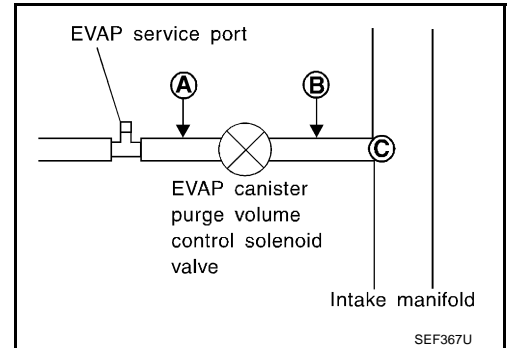 EVAP service port
A
B
C
EVAP canister
purge volume
control solenoid
valve
Intake manifold
SEF367U